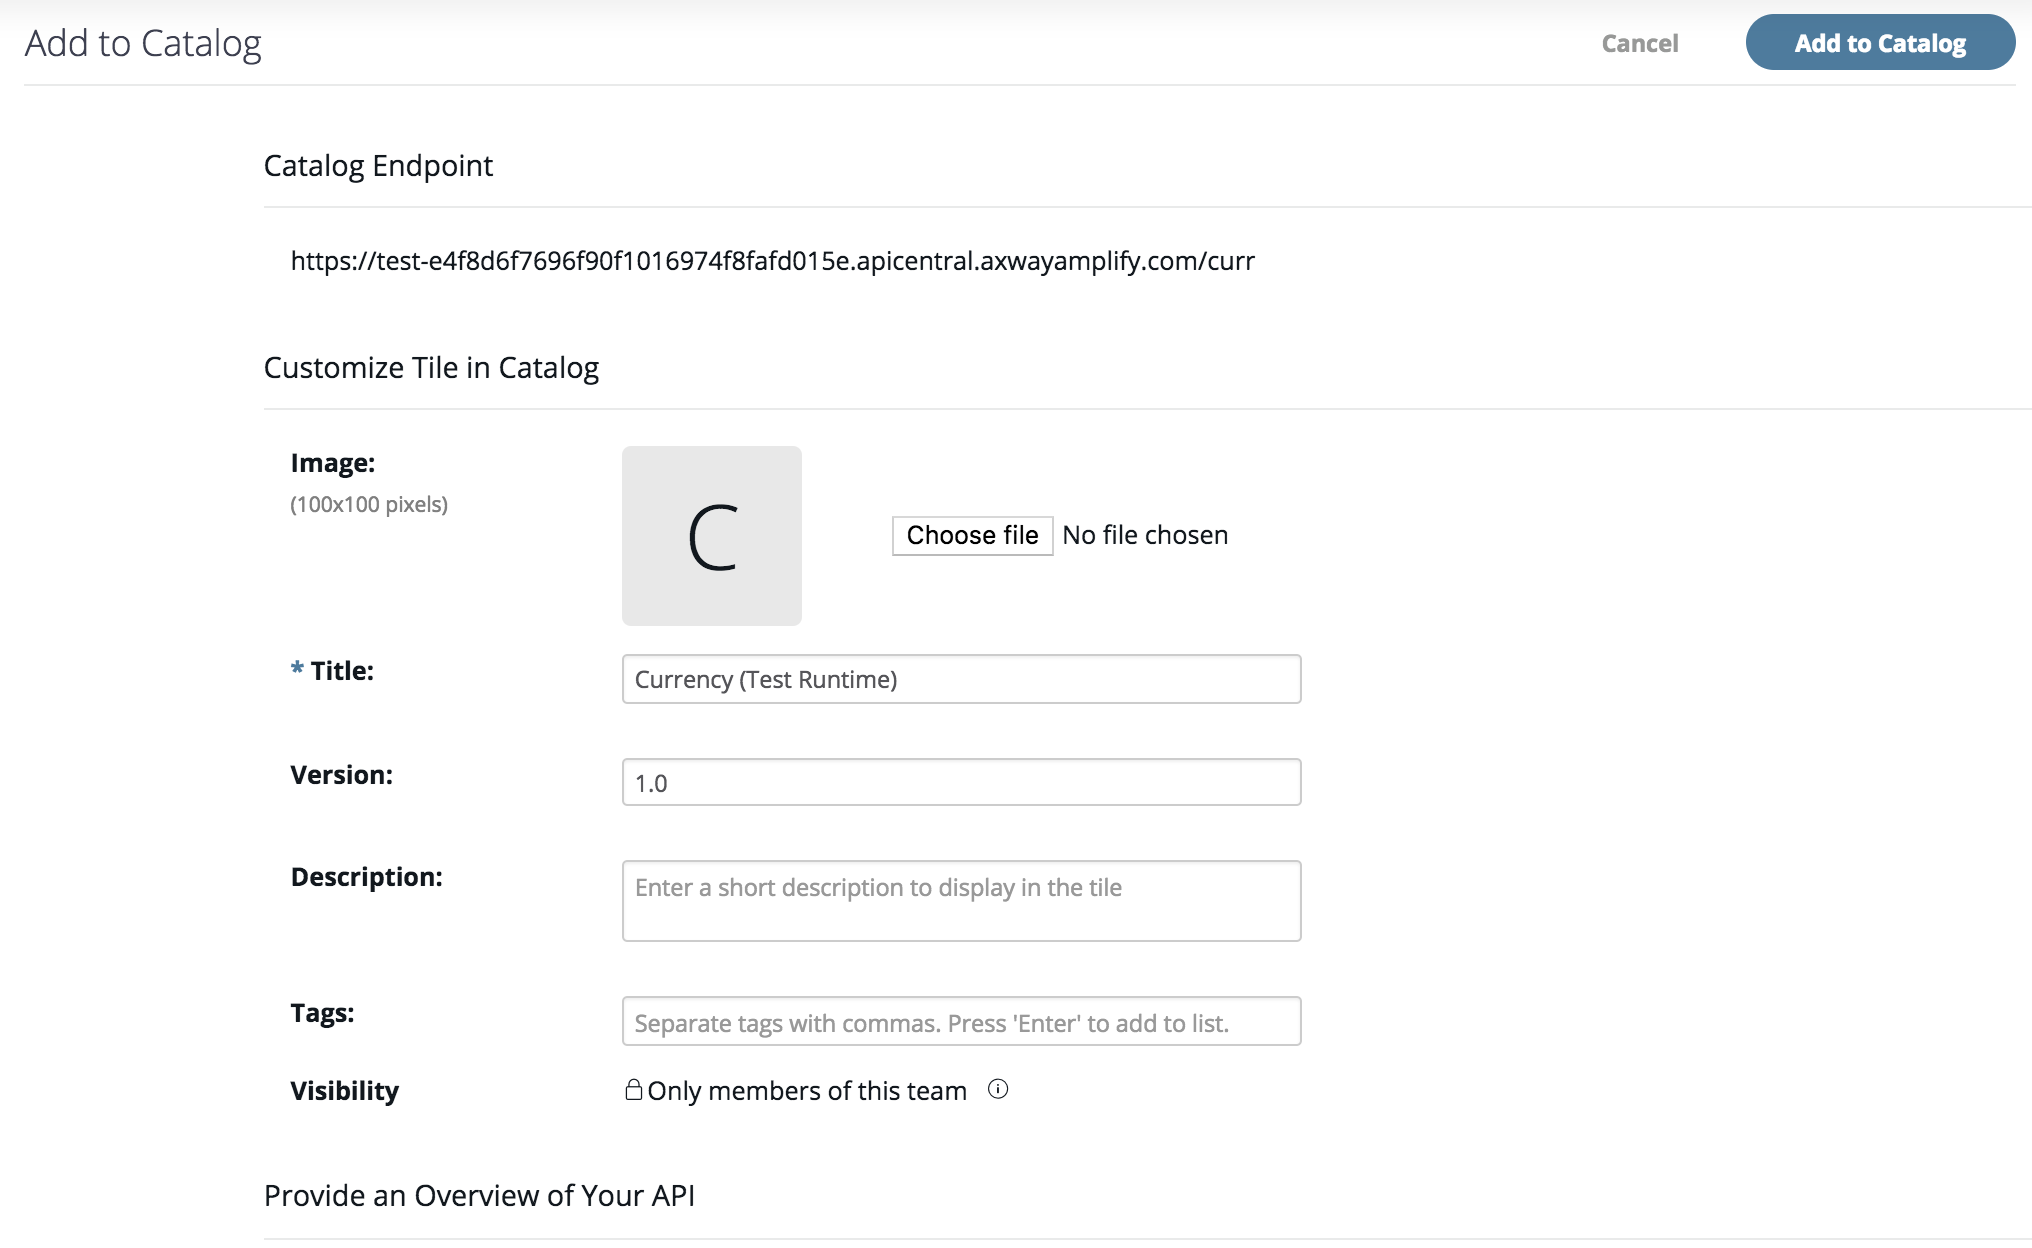 Add to Catalog
Cancel
Add to Catalog
Catalog Endpoint
https://test-e4f8d6f7696f90f1016974f8fafd015e.apicentral.axwayamplify.com/curr
Customize Tile in Catalog
Image:
(100x100 pixels)
C
Choose file No file chosen
* Title:
Currency (Test Runtime)
Version:
1.0
Description:
Enter a short description to display in the tile
Tags:
Separate tags with commas. Press 'Enter' to add to list.
Visibility
Only members of this team
Provide an Overview of Your API